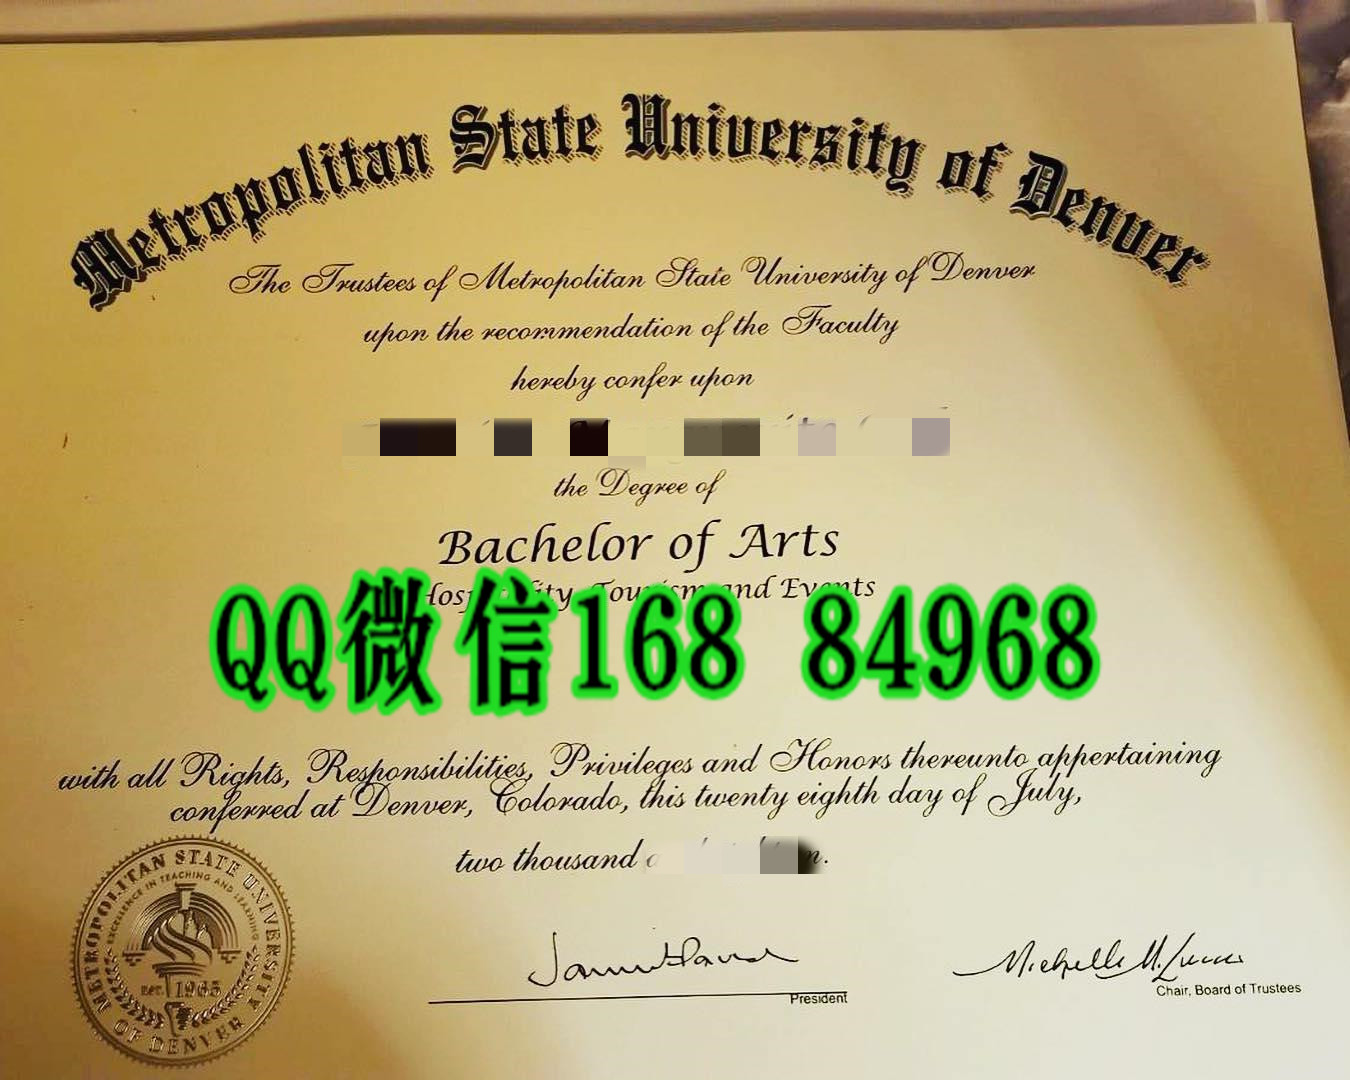 Metropolitan State University of Denver
The Trustees of Metropolitan State University of Denver
upon the recommendation of the Faculty
hereby confer upon
the Degree of
Bachelor of Arts
Hospitality, Tourism and Events
QQ微信168 84968
with all Rights, Responsibilities, Privileges and Honors thereunto appertaining
conferred at Denver, Colorado, this twenty eighth day of July,
two thousand
METROPOLITAN STATE UNIVERSITY OF DENVER
EXCELLENCE IN TEACHING AND LEARNING
EST. 1965
President
Michelle M. Lucero
Chair, Board of Trustees